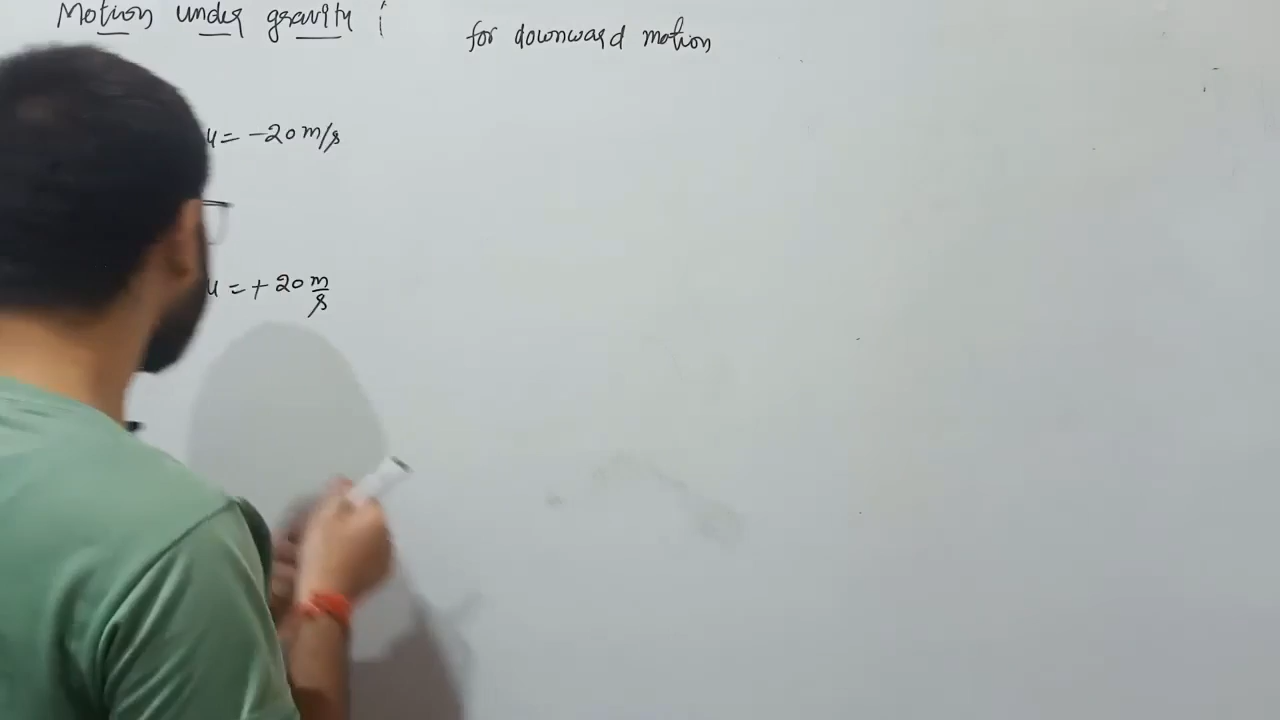 Motion under gravity :
for downward motion
u = -20 m/s
u = + 20 m/s